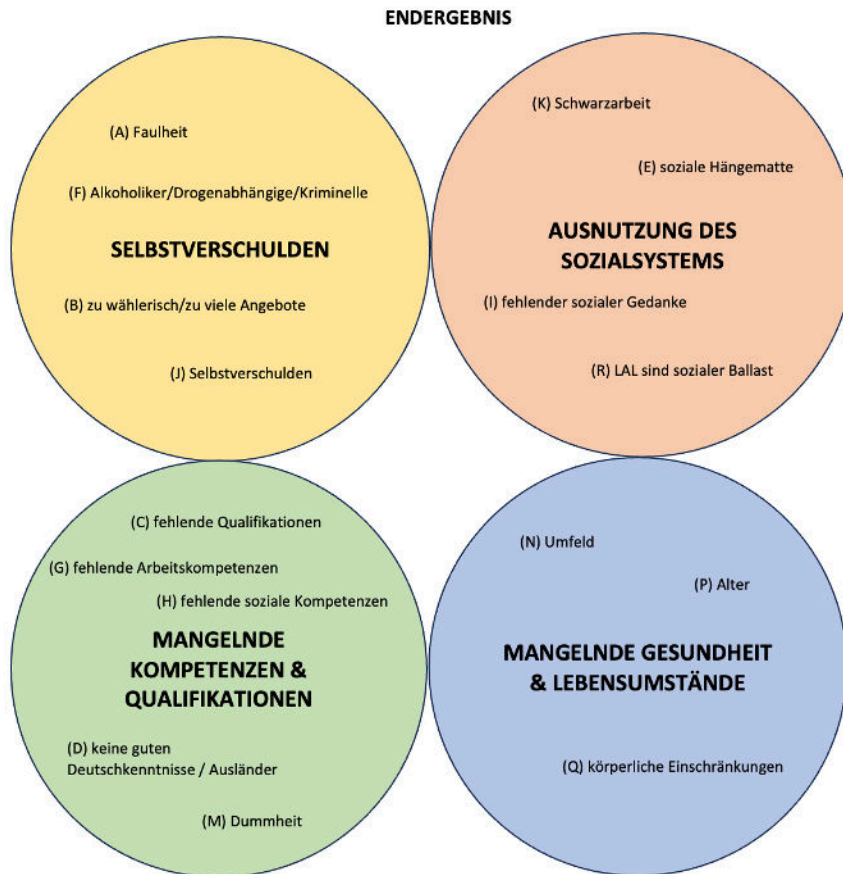 ENDERGEBNIS
(A) Faulheit
(F) Alkoholiker/Drogenabhängige/Kriminelle
SELBSTVERSCHULDEN
(B) zu wählerisch/zu viele Angebote
(J) Selbstverschulden
(K) Schwarzarbeit
(E) soziale Hängematte
AUSNUTZUNG DES
SOZIALSYSTEMS
(I) fehlender sozialer Gedanke
(R) LAL sind sozialer Ballast
(C) fehlende Qualifikationen
(G) fehlende Arbeitskompetenzen
(H) fehlende soziale Kompetenzen
MANGELNDE
KOMPETENZEN &
QUALIFIKATIONEN
(D) keine guten
Deutschkenntnisse / Ausländer
(M) Dummheit
(N) Umfeld
(P) Alter
MANGELNDE GESUNDHEIT
& LEBENSUMSTÄNDE
(Q) körperliche Einschränkungen